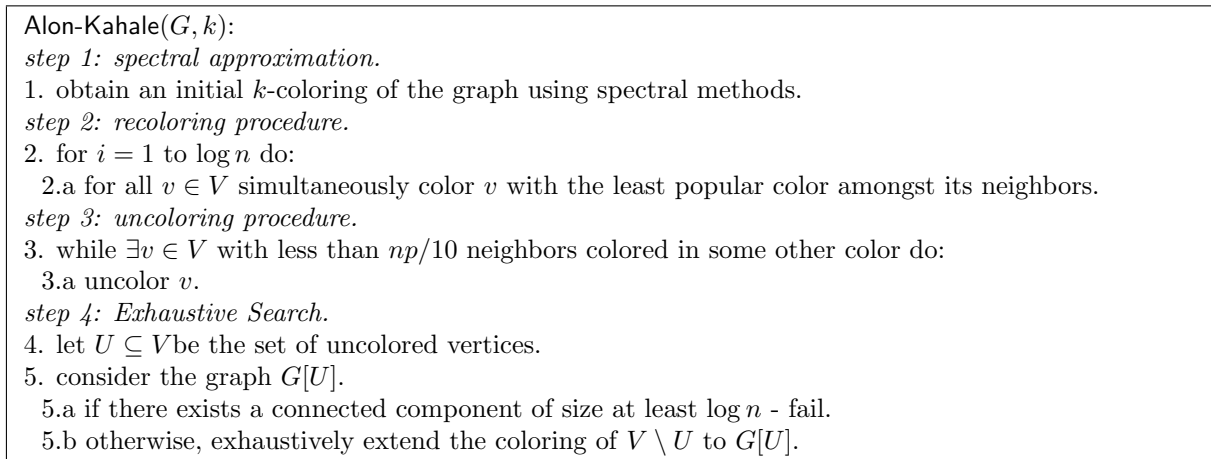 Alon-Kahale(G, k):
step 1: spectral approximation.
1. obtain an initial k-coloring of the graph using spectral methods.
step 2: recoloring procedure.
2. for i = 1 to log n do:
2.a for all v ∈ V simultaneously color v with the least popular color amongst its neighbors.
step 3: uncoloring procedure.
3. while ∃v ∈ V with less than np/10 neighbors colored in some other color do:
3.a uncolor v.
step 4: Exhaustive Search.
4. let U ⊆ V be the set of uncolored vertices.
5. consider the graph G[U].
5.a if there exists a connected component of size at least log n - fail.
5.b otherwise, exhaustively extend the coloring of V \ U to G[U].